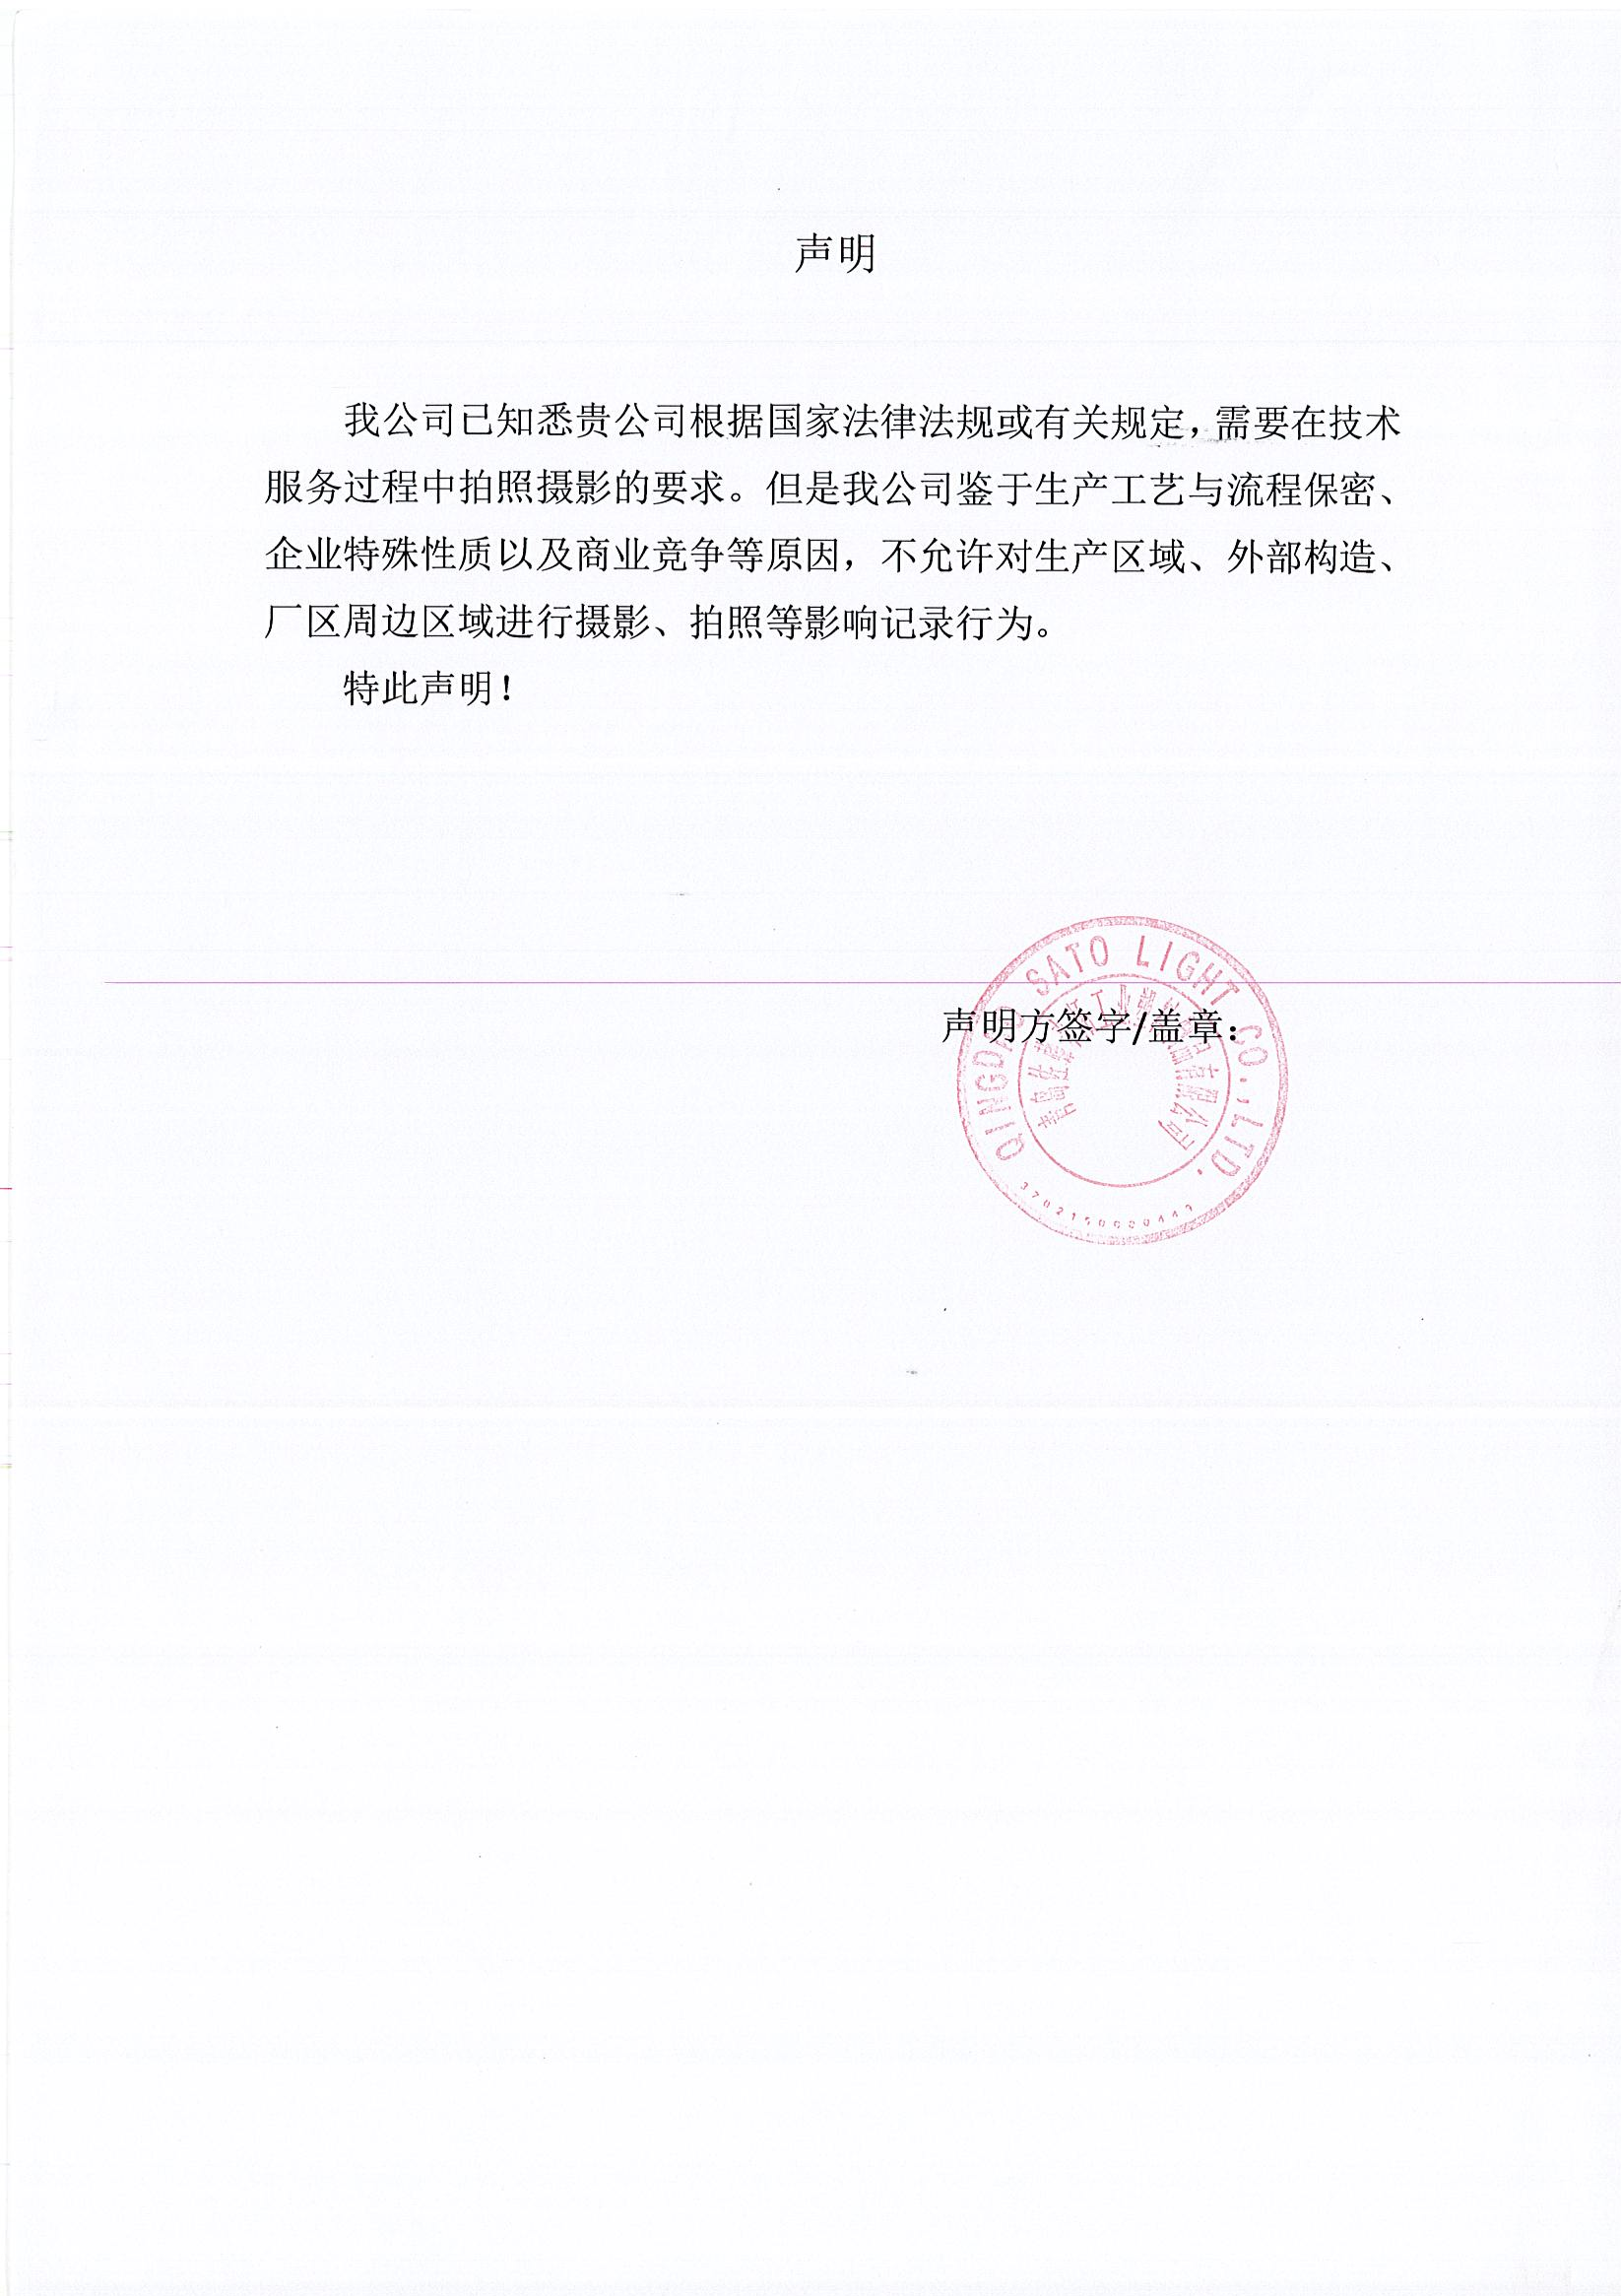 声明
我公司已知悉贵公司根据国家法律法规或有关规定，需要在技术
服务过程中拍照摄影的要求。但是我公司鉴于生产工艺与流程保密、
企业特殊性质以及商业竞争等原因，不允许对生产区域、外部构造、
厂区周边区域进行摄影、拍照等影响记录行为。
特此声明！
声明方签字/盖章：
QINGDAO SATO LIGHT CO.,LTD.